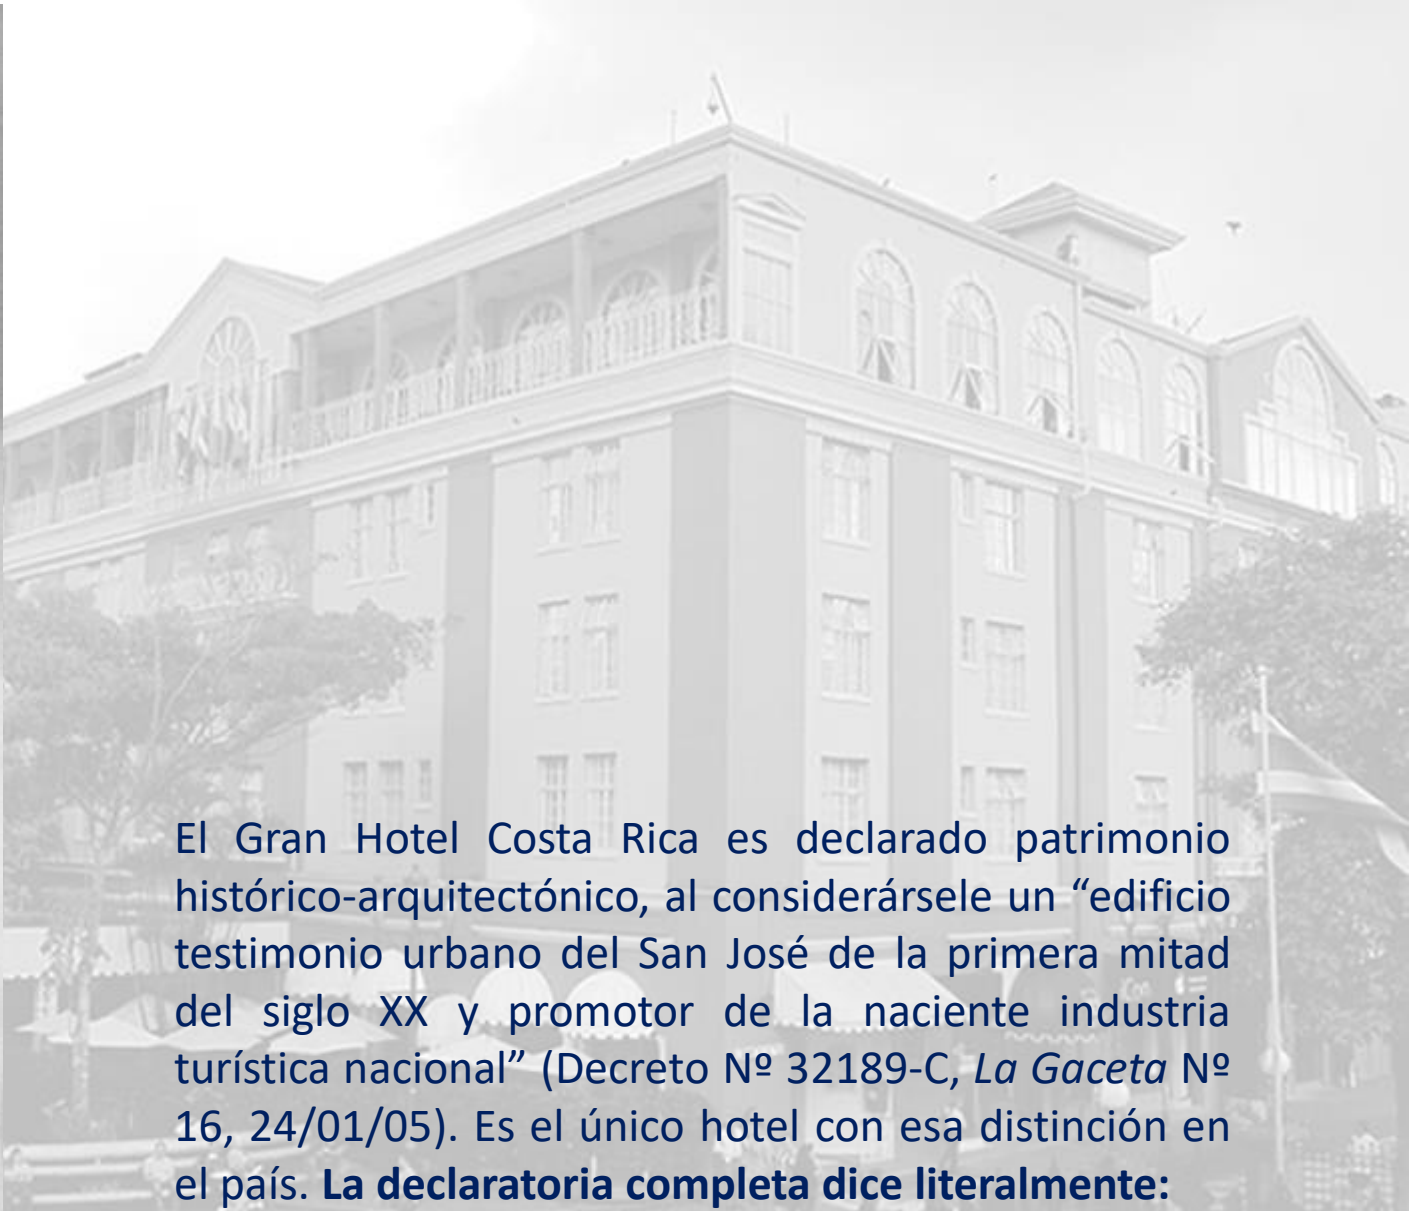 El Gran Hotel Costa Rica es declarado patrimonio
histórico-arquitectónico, al considerársele un “edificio
testimonio urbano del San José de la primera mitad
del siglo XX y promotor de la naciente industria
turística nacional” (Decreto Nº 32189-C, La Gaceta Nº
16, 24/01/05). Es el único hotel con esa distinción en
el país. La declaratoria completa dice literalmente: